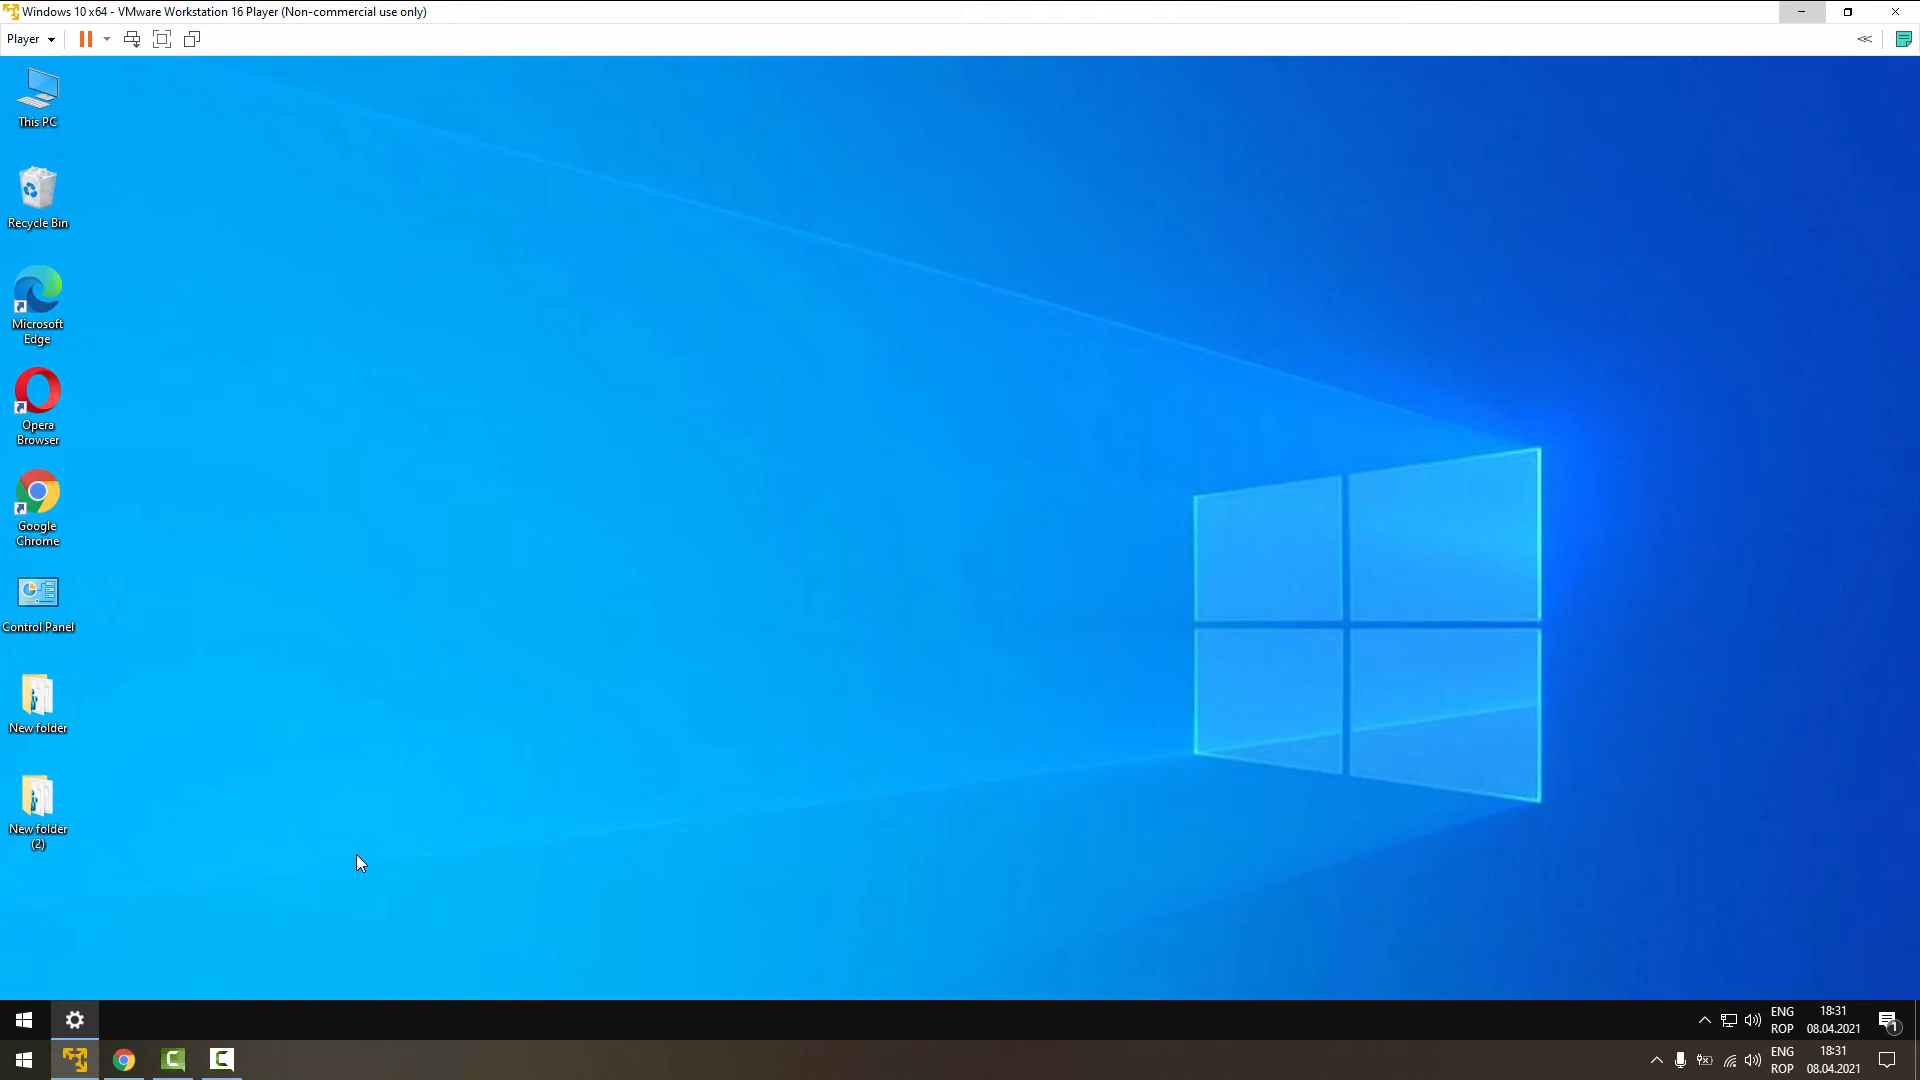 Windows 10 x64 - VMware Workstation 16 Player (Non-commercial use only)
Player
This PC
Recycle Bin
Microsoft
Edge
Opera
Browser
Google
Chrome
Control Panel
New folder
New folder
(2)
ENG
ROP
18:31
08.04.2021
1
ENG
ROP
18:31
08.04.2021